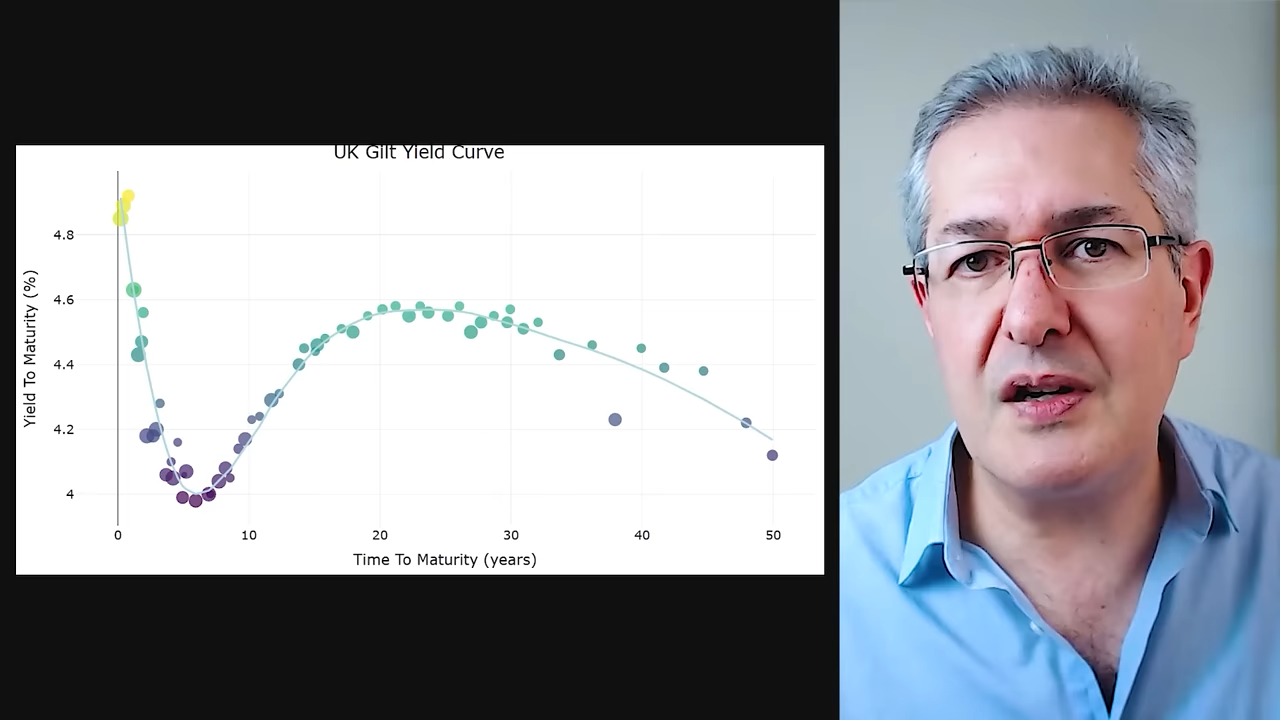 UK Gilt Yield Curve
Yield To Maturity (%)
4.8
4.6
4.4
4.2
4
0 10 20 30 40 50
Time To Maturity (years)